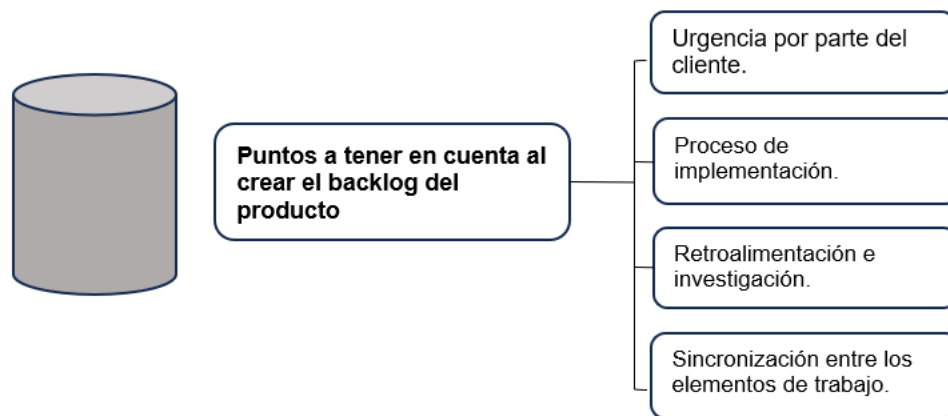 Puntos a tener en cuenta al
crear el backlog del
producto
Urgencia por parte del
cliente.
Proceso de
implementación.
Retroalimentación e
investigación.
Sincronización entre los
elementos de trabajo.